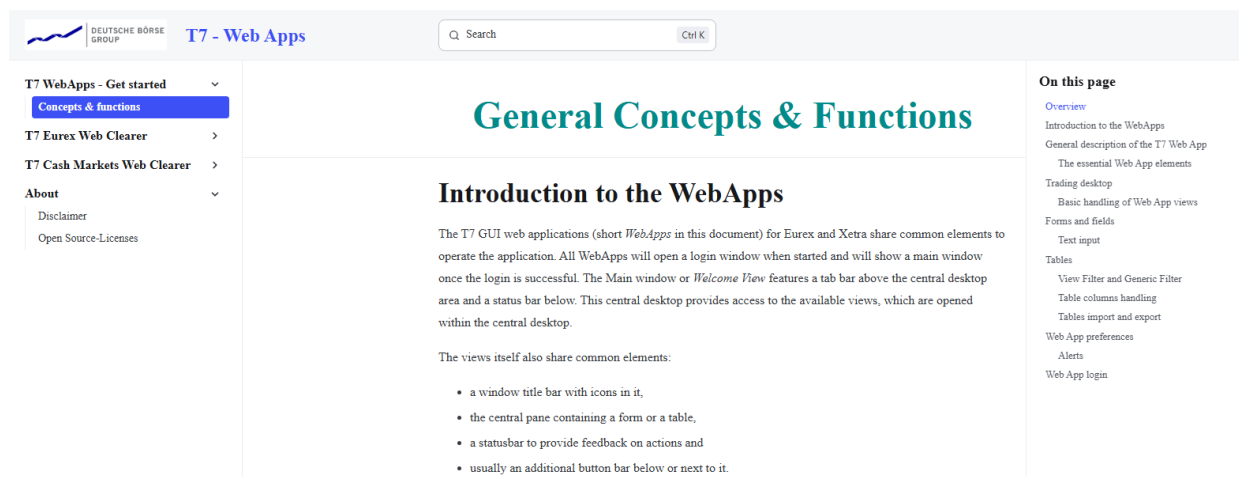 DEUTSCHE BÖRSE
GROUP
T7 - Web Apps
Search
Ctrl K
T7 WebApps - Get started
Concepts & functions
T7 Eurex Web Clearer
T7 Cash Markets Web Clearer
About
Disclaimer
Open Source-Licenses
General Concepts & Functions
Introduction to the WebApps
The T7 GUI web applications (short WebApps in this document) for Eurex and Xetra share common elements to
operate the application. All WebApps will open a login window when started and will show a main window
once the login is successful. The Main window or Welcome View features a tab bar above the central desktop
area and a status bar below. This central desktop provides access to the available views, which are opened
within the central desktop.
The views itself also share common elements:
• a window title bar with icons in it,
• the central pane containing a form or a table,
• a statusbar to provide feedback on actions and
• usually an additional button bar below or next to it.
On this page
Overview
Introduction to the WebApps
General description of the T7 Web App
The essential Web App elements
Trading desktop
Basic handling of Web App views
Forms and fields
Text input
Tables
View Filter and Generic Filter
Table columns handling
Tables import and export
Web App preferences
Alerts
Web App login